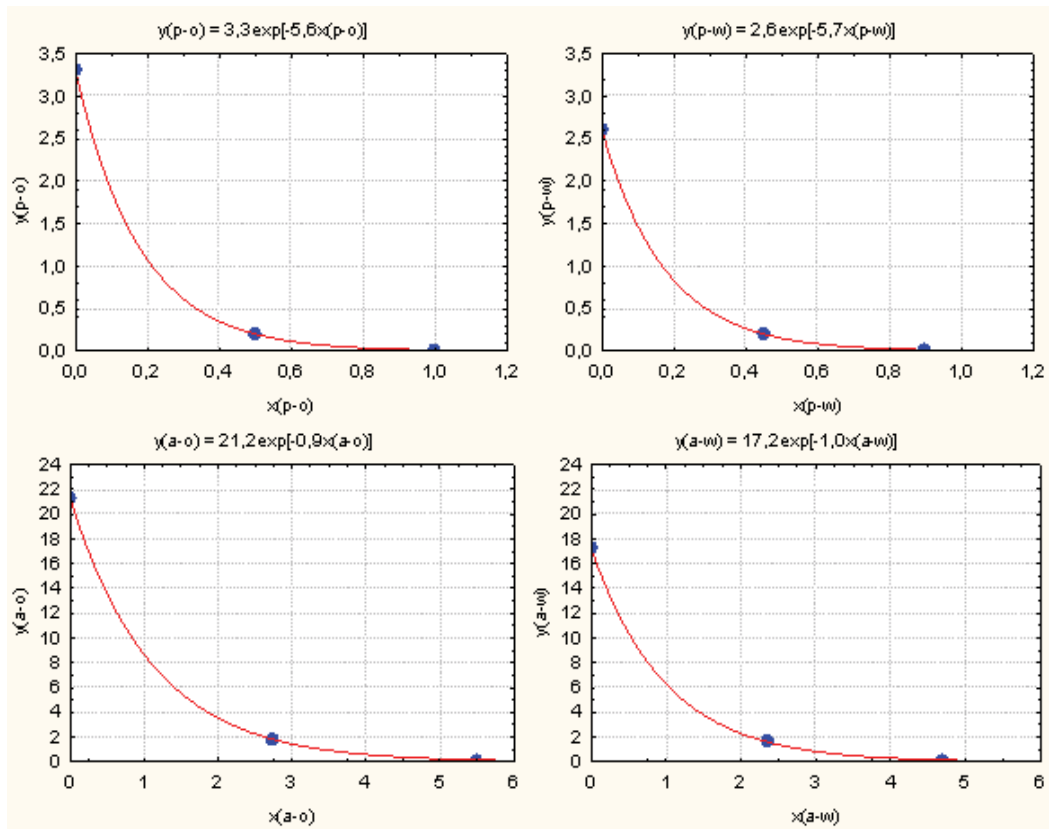 y(p-o) = 3,3exp[-5,6x(p-o)]
3,5
3,0
2,5
2,0
1,5
1,0
0,5
0,0
y(p-o)
0,0 0,2 0,4 0,6 0,8 1,0 1,2
x(p-o)
y(p-w) = 2,6exp[-5,7x(p-w)]
3,5
3,0
2,5
2,0
1,5
1,0
0,5
0,0
y(p-w)
0,0 0,2 0,4 0,6 0,8 1,0 1,2
x(p-w)
y(a-o) = 21,2exp[-0,9x(a-o)]
24
22
20
18
16
14
12
10
8
6
4
2
0
y(a-o)
0 1 2 3 4 5 6
x(a-o)
y(a-w) = 17,2exp[-1,0x(a-w)]
24
22
20
18
16
14
12
10
8
6
4
2
0
y(a-w)
0 1 2 3 4 5 6
x(a-w)